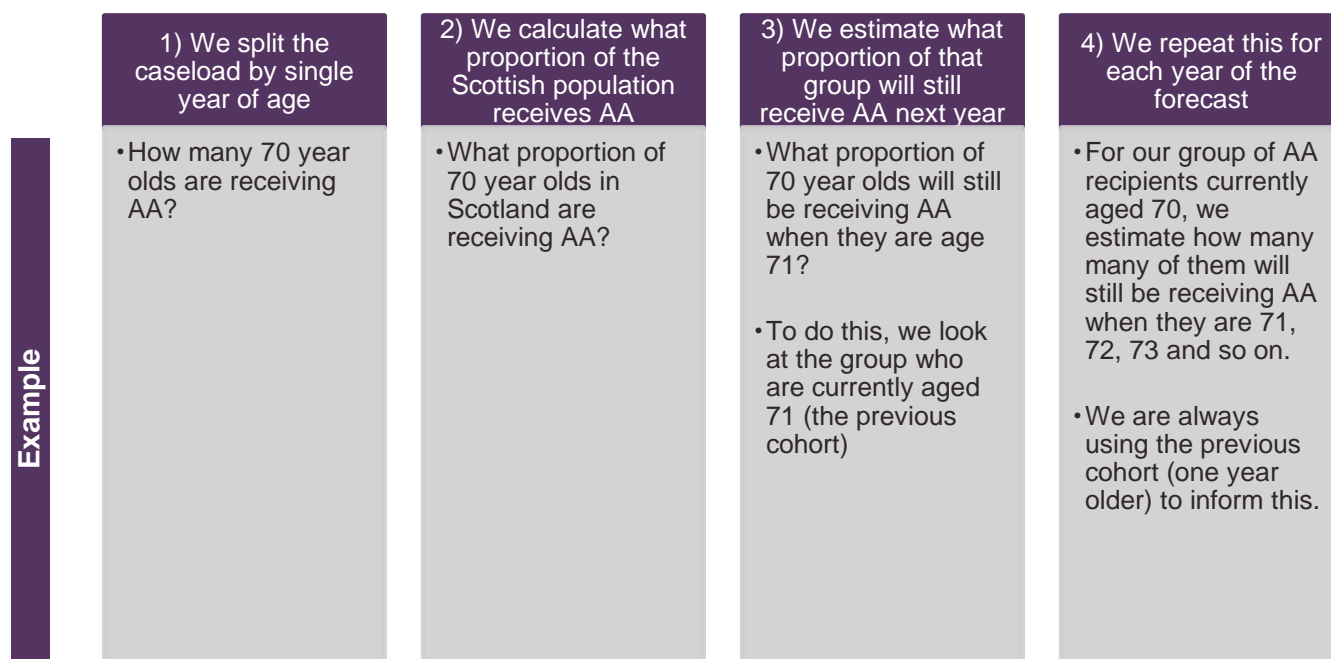 1) We split the
caseload by single
year of age
2) We calculate what
proportion of the
Scottish population
receives AA
3) We estimate what
proportion of that
group will still
receive AA next year
4) We repeat this for
each year of the
forecast
Example
•How many 70 year
olds are receiving
AA?
•What proportion of
70 year olds in
Scotland are
receiving AA?
•What proportion of
70 year olds will still
be receiving AA
when they are age
71?
•To do this, we look
at the group who
are currently aged
71 (the previous
cohort)
•For our group of AA
recipients currently
aged 70, we
estimate how many
many of them will
still be receiving AA
when they are 71,
72, 73 and so on.
•We are always
using the previous
cohort (one year
older) to inform this.